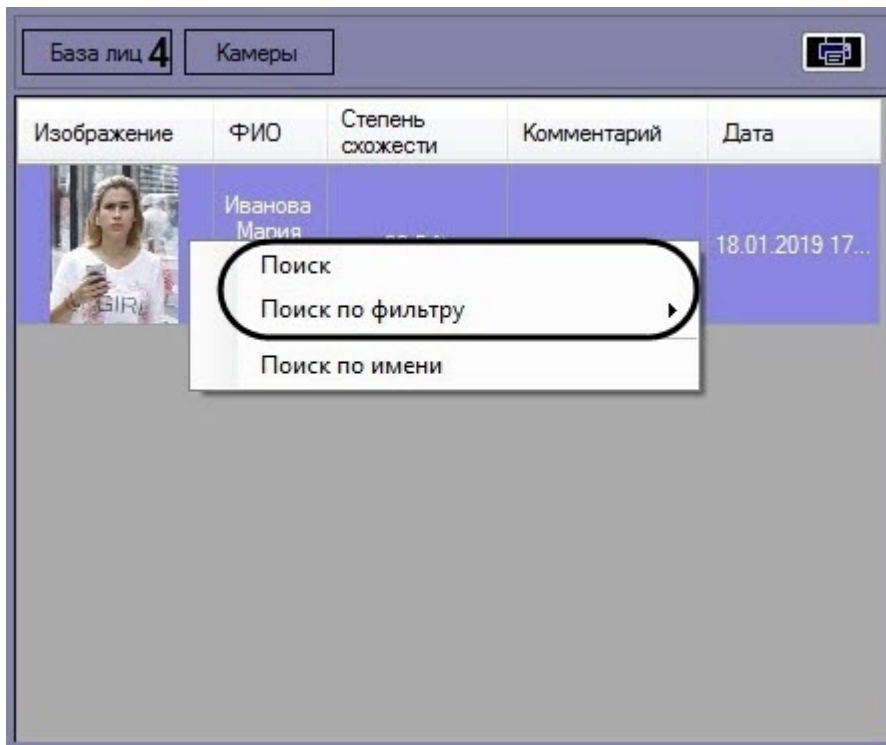 База лиц 4 Камеры
Изображение ФИО Степень схожести Комментарий Дата
Иванова
Мария
18.01.2019 17...
GIRL
Поиск
Поиск по фильтру
Поиск по имени